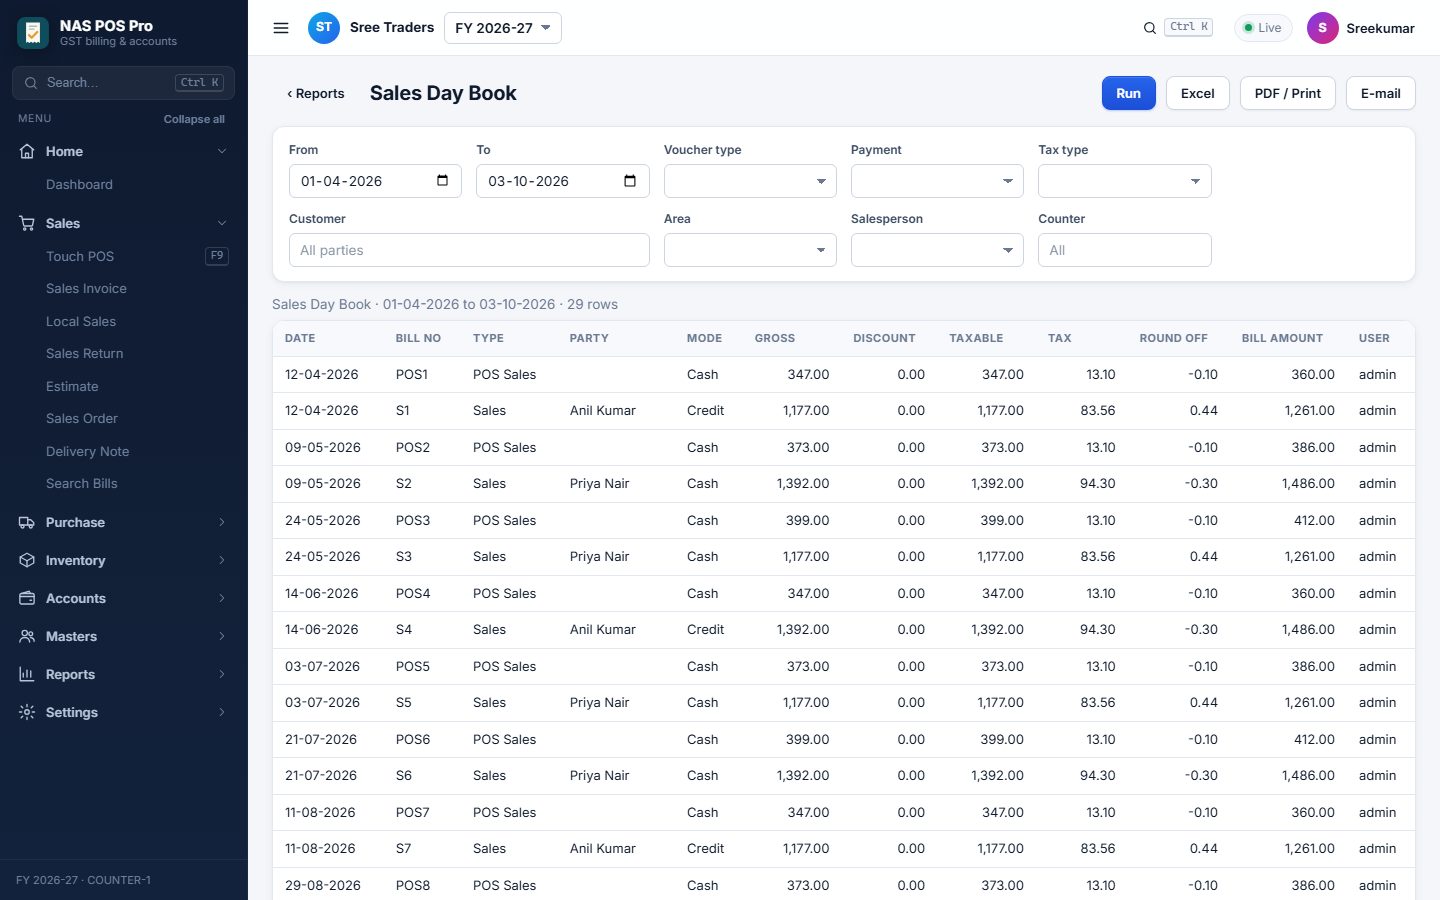 NAS POS Pro
GST billing & accounts
Search... Ctrl K
MENU Collapse all
Home
Dashboard
Sales
Touch POS F9
Sales Invoice
Local Sales
Sales Return
Estimate
Sales Order
Delivery Note
Search Bills
Purchase
Inventory
Accounts
Masters
Reports
Settings
FY 2026-27 · COUNTER-1
ST Sree Traders FY 2026-27 Ctrl K Live S Sreekumar
‹ Reports Sales Day Book Run Excel PDF / Print E-mail
From To Voucher type Payment Tax type
01-04-2026 03-10-2026
Customer Area Salesperson Counter
All parties All
Sales Day Book · 01-04-2026 to 03-10-2026 · 29 rows
DATE BILL NO TYPE PARTY MODE GROSS DISCOUNT TAXABLE TAX ROUND OFF BILL AMOUNT USER
12-04-2026 POS1 POS Sales Cash 347.00 0.00 347.00 13.10 -0.10 360.00 admin
12-04-2026 S1 Sales Anil Kumar Credit 1,177.00 0.00 1,177.00 83.56 0.44 1,261.00 admin
09-05-2026 POS2 POS Sales Cash 373.00 0.00 373.00 13.10 -0.10 386.00 admin
09-05-2026 S2 Sales Priya Nair Cash 1,392.00 0.00 1,392.00 94.30 -0.30 1,486.00 admin
24-05-2026 POS3 POS Sales Cash 399.00 0.00 399.00 13.10 -0.10 412.00 admin
24-05-2026 S3 Sales Priya Nair Cash 1,177.00 0.00 1,177.00 83.56 0.44 1,261.00 admin
14-06-2026 POS4 POS Sales Cash 347.00 0.00 347.00 13.10 -0.10 360.00 admin
14-06-2026 S4 Sales Anil Kumar Credit 1,392.00 0.00 1,392.00 94.30 -0.30 1,486.00 admin
03-07-2026 POS5 POS Sales Cash 373.00 0.00 373.00 13.10 -0.10 386.00 admin
03-07-2026 S5 Sales Priya Nair Cash 1,177.00 0.00 1,177.00 83.56 0.44 1,261.00 admin
21-07-2026 POS6 POS Sales Cash 399.00 0.00 399.00 13.10 -0.10 412.00 admin
21-07-2026 S6 Sales Priya Nair Cash 1,392.00 0.00 1,392.00 94.30 -0.30 1,486.00 admin
11-08-2026 POS7 POS Sales Cash 347.00 0.00 347.00 13.10 -0.10 360.00 admin
11-08-2026 S7 Sales Anil Kumar Credit 1,177.00 0.00 1,177.00 83.56 0.44 1,261.00 admin
29-08-2026 POS8 POS Sales Cash 373.00 0.00 373.00 13.10 -0.10 386.00 admin